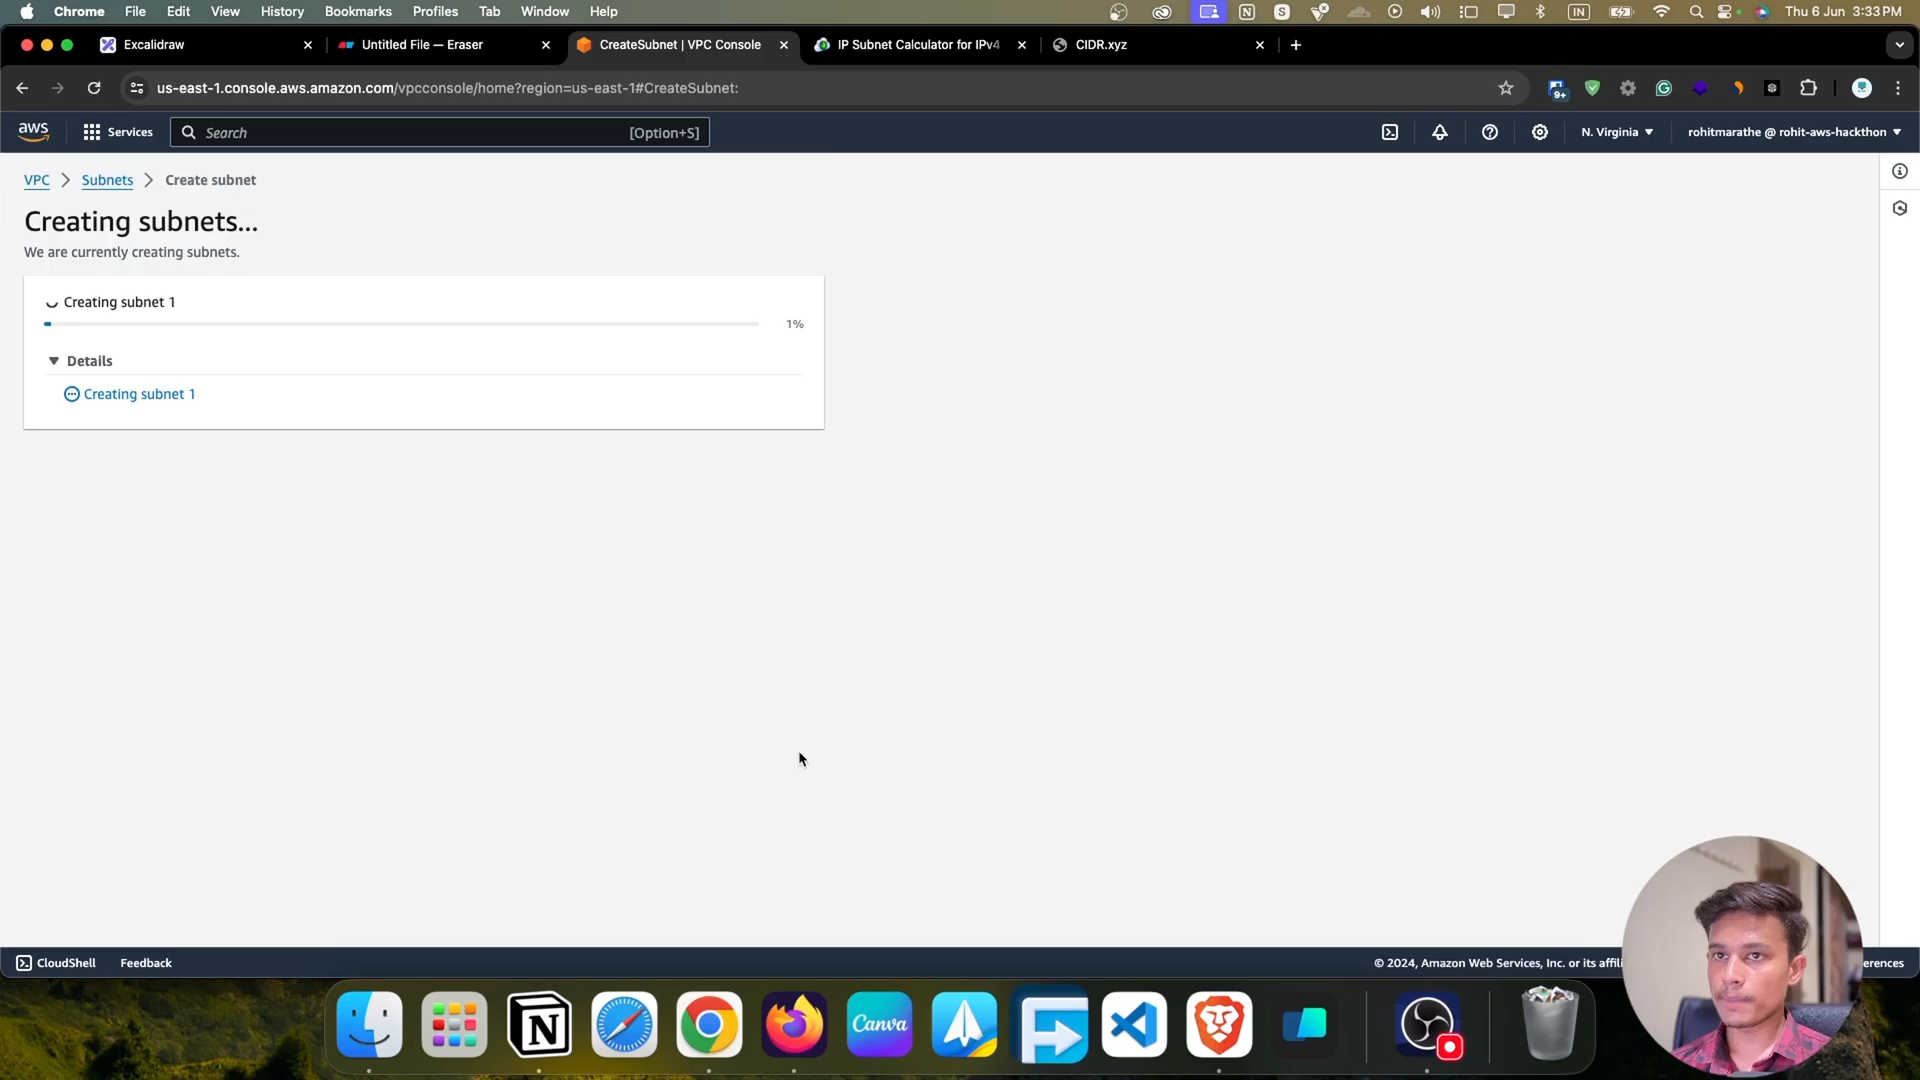 Chrome File Edit View History Bookmarks Profiles Tab Window Help IN Thu 6 Jun 3:33 PM
Excalidraw Untitled File — Eraser CreateSubnet | VPC Console IP Subnet Calculator for IPv4 CIDR.xyz
us-east-1.console.aws.amazon.com/vpcconsole/home?region=us-east-1#CreateSubnet: 9+
aws Services Search [Option+S] N. Virginia rohitmarathe @ rohit-aws-hackthon
VPC Subnets Create subnet
Creating subnets...
We are currently creating subnets.
Creating subnet 1
1%
Details
Creating subnet 1
CloudShell Feedback © 2024, Amazon Web Services, Inc. or its affili erences
Canva